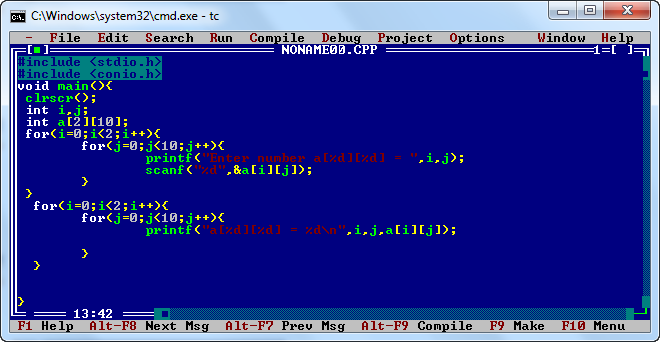 C:\Windows\system32\cmd.exe - tc
- File Edit Search Run Compile Debug Project Options Window Help
[■] NONAME00.CPP 1=[ ]
#include <stdio.h>
#include <conio.h>
void main(){
clrscr();
int i,j;
int a[2][10];
for(i=0;i<2;i++){
for(j=0;j<10;j++){
printf("Enter number a[%d][%d] = ",i,j);
scanf("%d",&a[i][j]);
}
}
for(i=0;i<2;i++){
for(j=0;j<10;j++){
printf("a[%d][%d] = %d\n",i,j,a[i][j]);
}
}
}
13:42
F1 Help Alt-F8 Next Msg Alt-F7 Prev Msg Alt-F9 Compile F9 Make F10 Menu